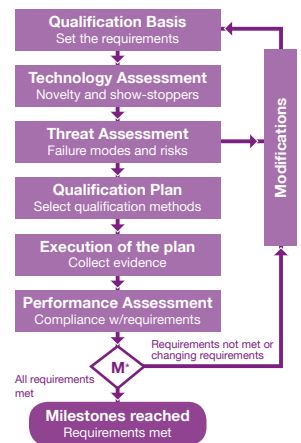 Qualification Basis
Set the requirements
Technology Assessment
Novelty and show-stoppers
Threat Assessment
Failure modes and risks
Modifications
Qualification Plan
Select qualification methods
Execution of the plan
Collect evidence
Performance Assessment
Compliance w/requirements
Requirements not met or
changing requirements
M*
All requirements
met
Milestones reached
Requirements met